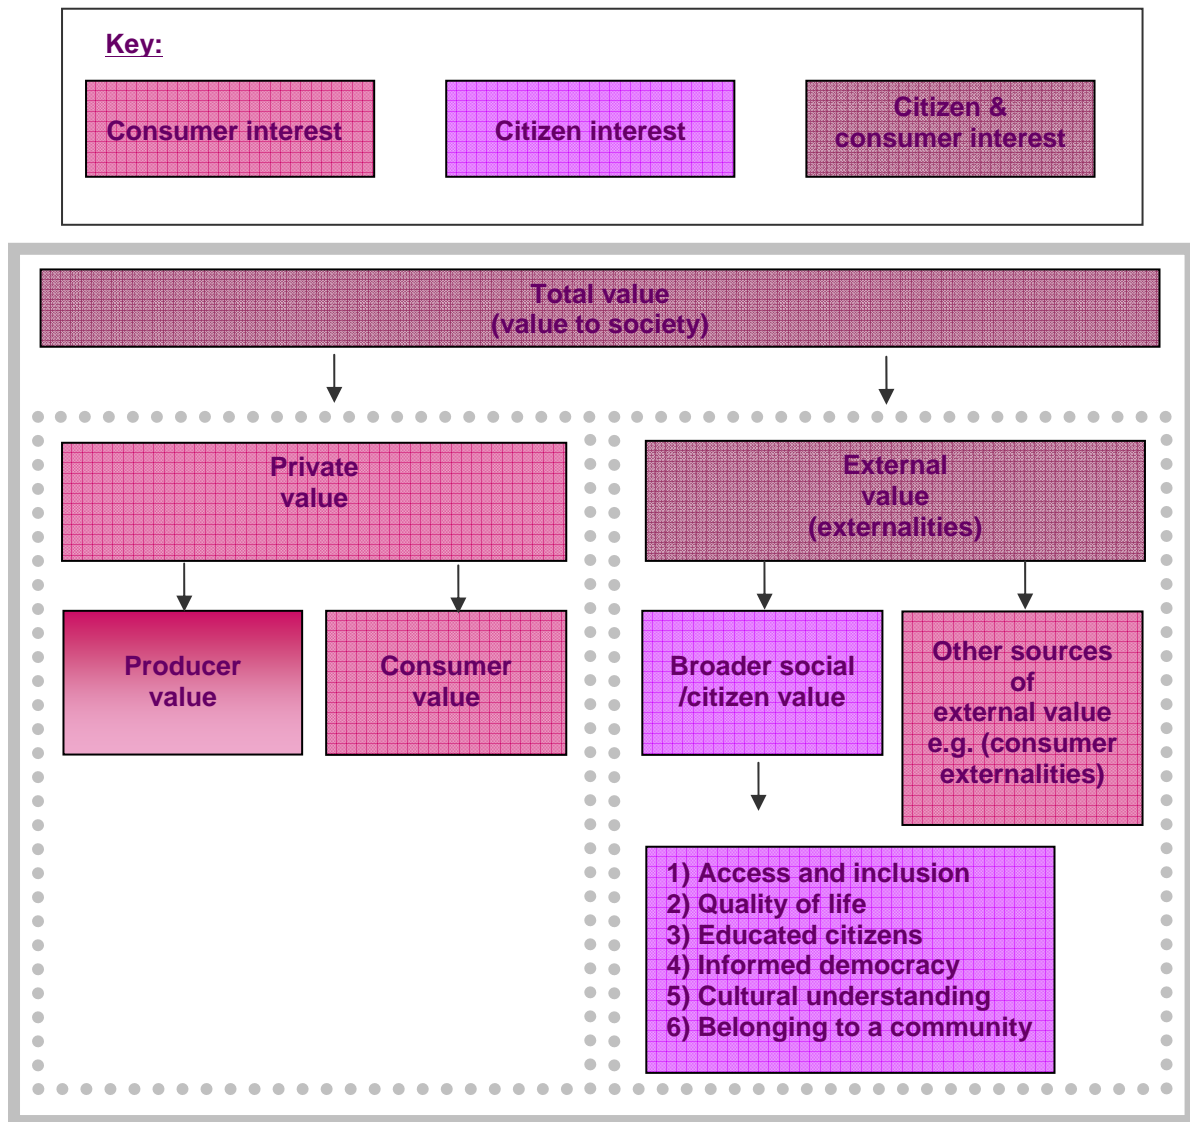 Key:
Consumer interest
Citizen interest
Citizen &
consumer interest
Total value
(value to society)
Private
value
External
value
(externalities)
Producer
value
Consumer
value
Broader social
/citizen value
Other sources
of
external value
e.g. (consumer
externalities)
1) Access and inclusion
2) Quality of life
3) Educated citizens
4) Informed democracy
5) Cultural understanding
6) Belonging to a community